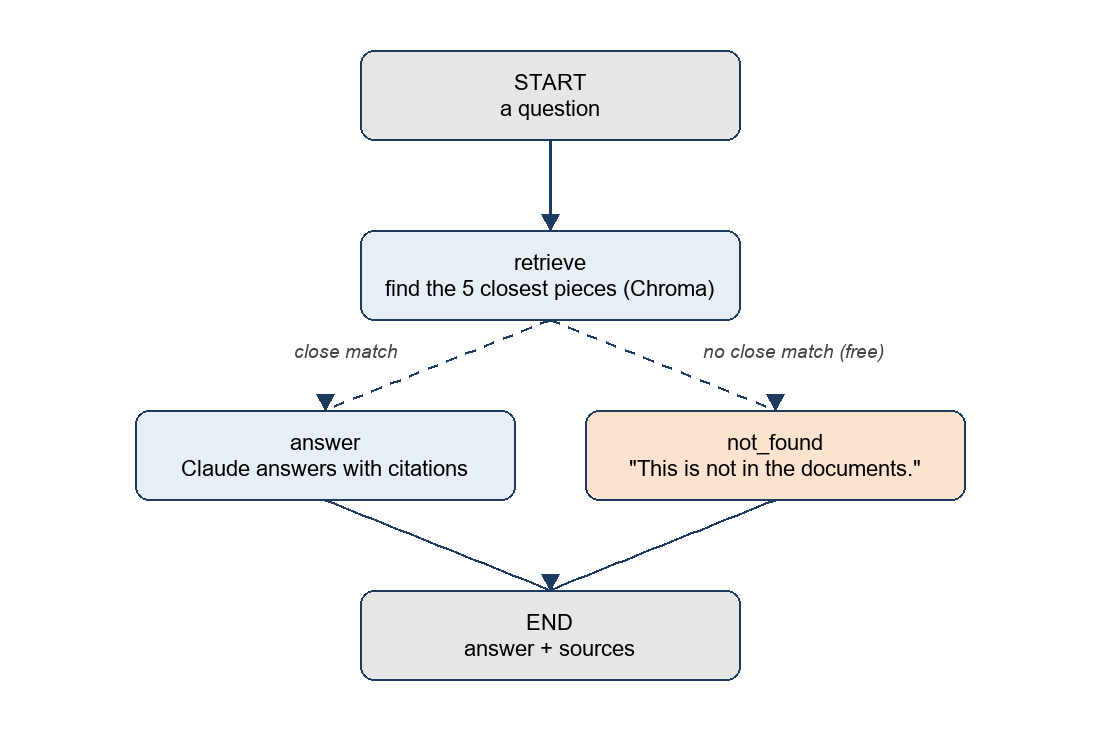 START
a question
retrieve
find the 5 closest pieces (Chroma)
close match
no close match (free)
answer
Claude answers with citations
not_found
"This is not in the documents."
END
answer + sources